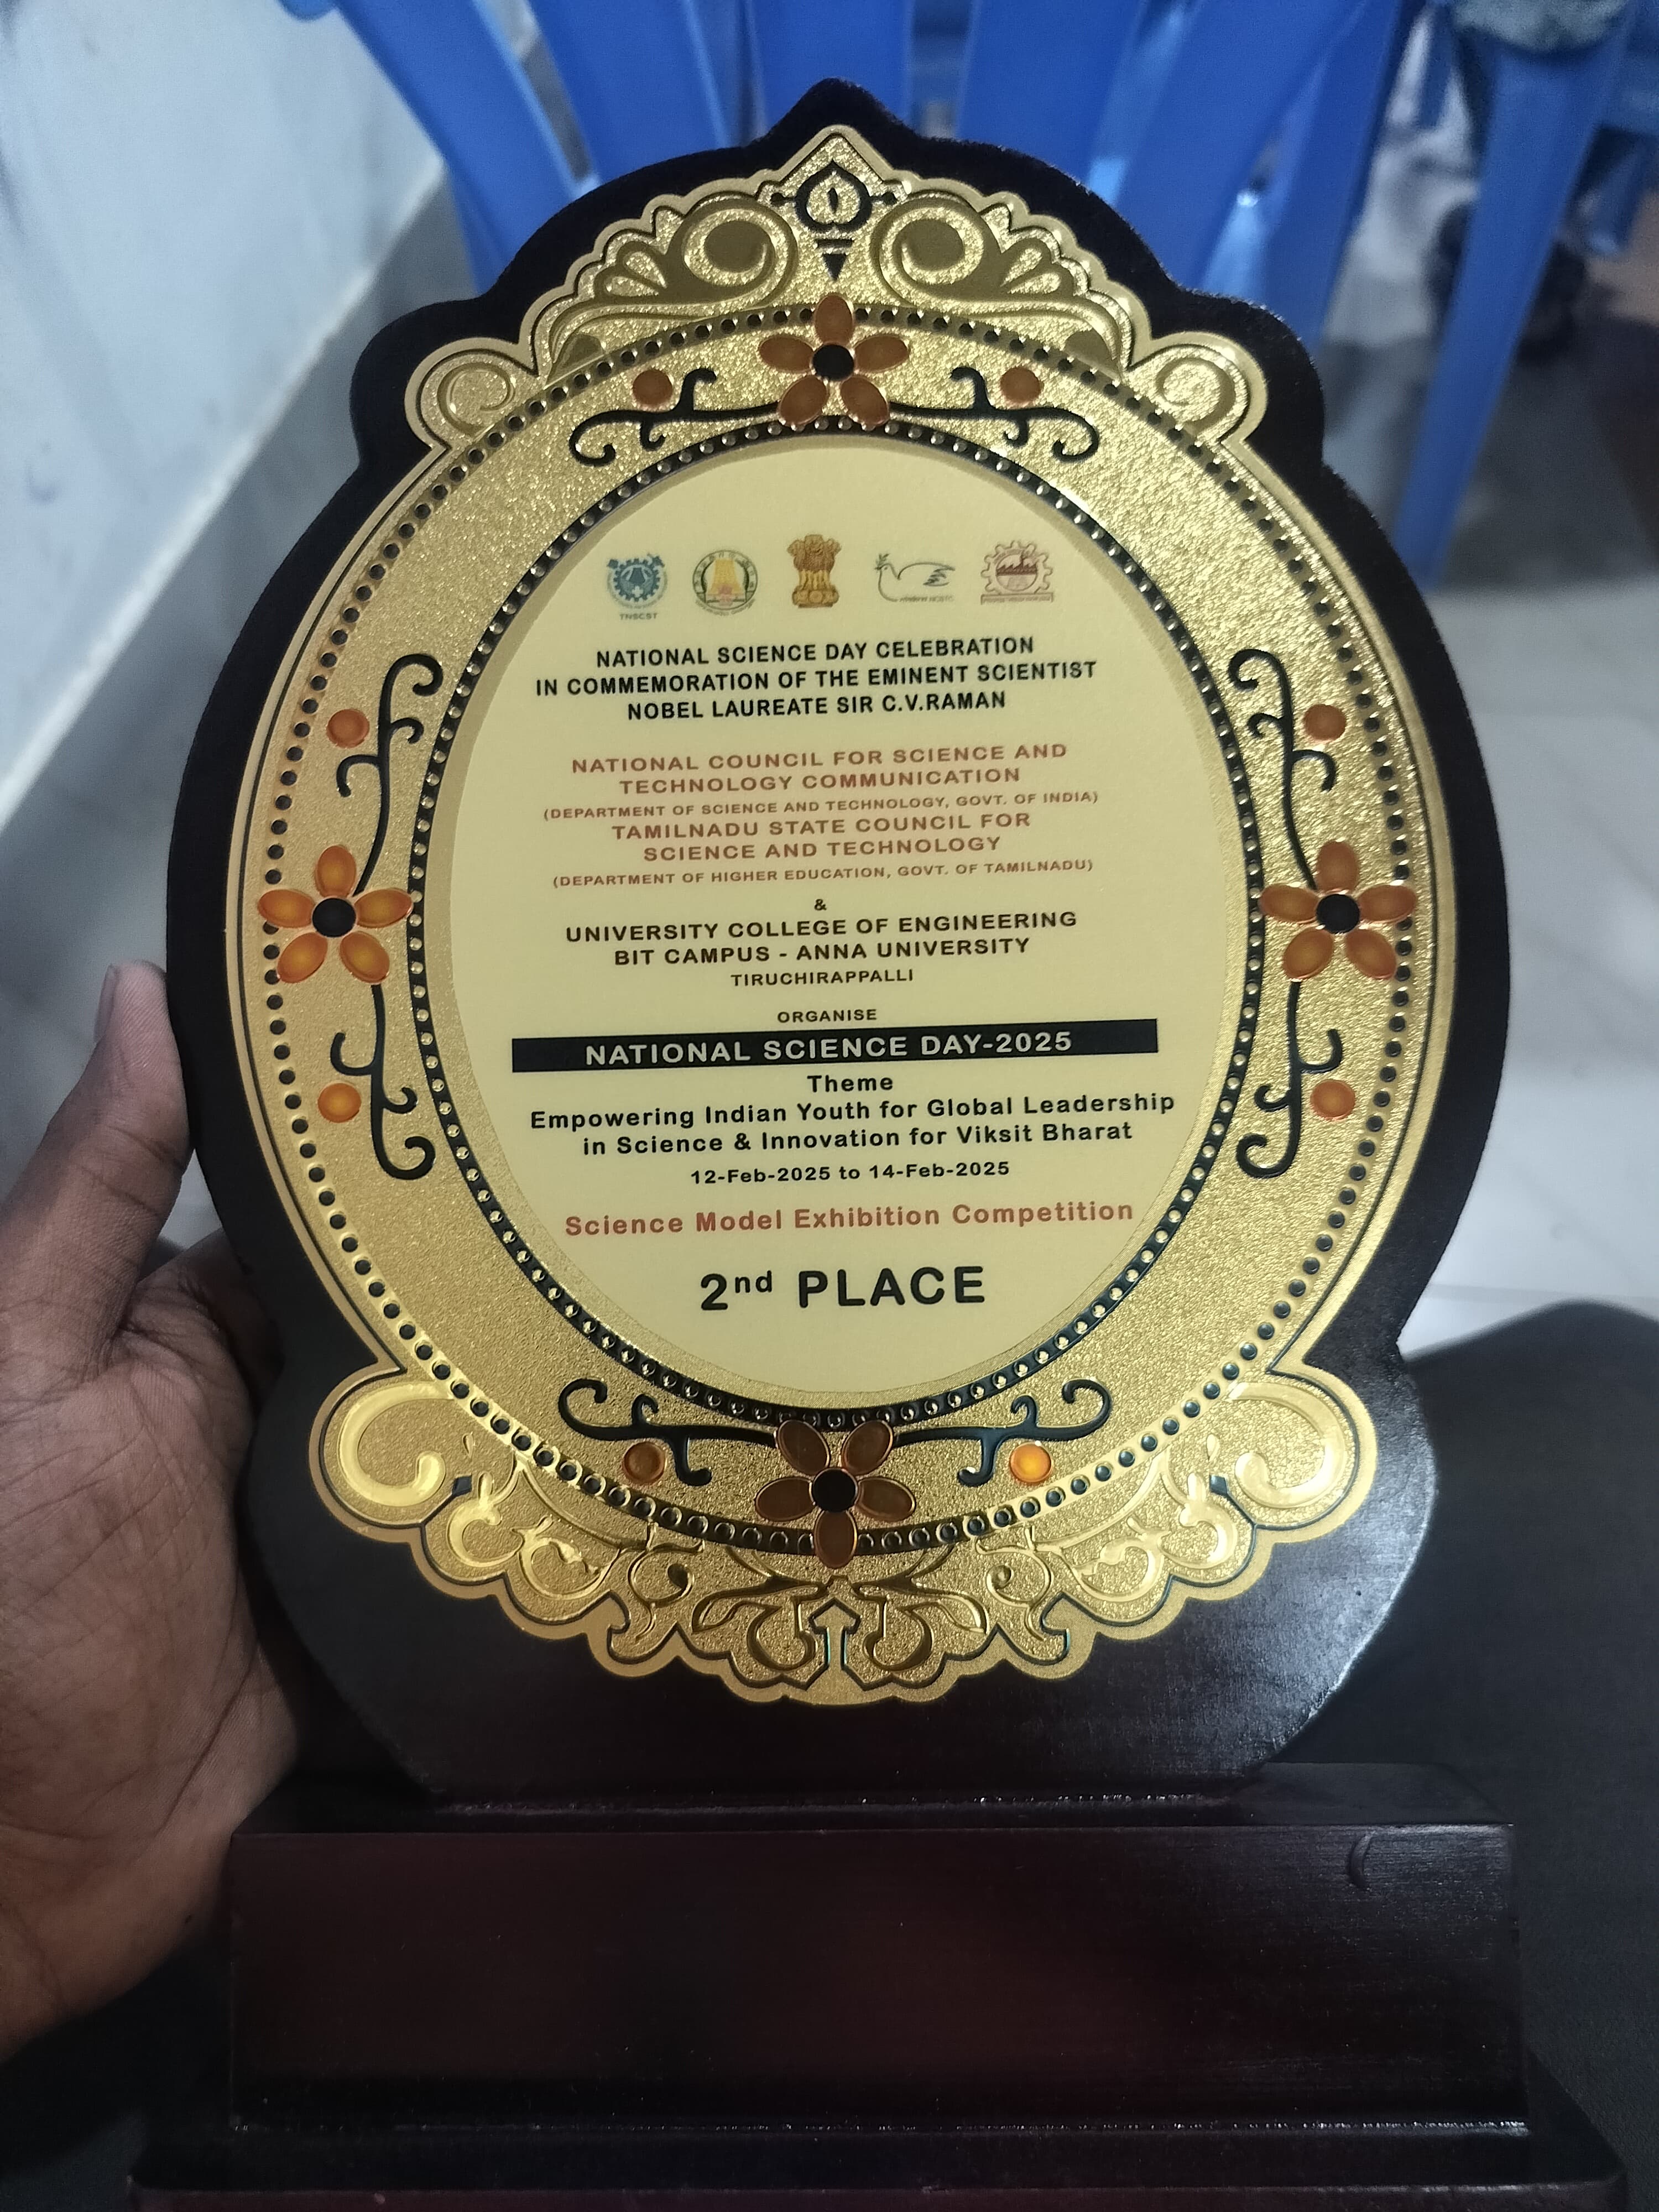 TNSCST
NATIONAL SCIENCE DAY CELEBRATION
IN COMMEMORATION OF THE EMINENT SCIENTIST
NOBEL LAUREATE SIR C.V.RAMAN
NATIONAL COUNCIL FOR SCIENCE AND
TECHNOLOGY COMMUNICATION
(DEPARTMENT OF SCIENCE AND TECHNOLOGY, GOVT. OF INDIA)
TAMILNADU STATE COUNCIL FOR
SCIENCE AND TECHNOLOGY
(DEPARTMENT OF HIGHER EDUCATION, GOVT. OF TAMILNADU)
&
UNIVERSITY COLLEGE OF ENGINEERING
BIT CAMPUS - ANNA UNIVERSITY
TIRUCHIRAPPALLI
ORGANISE
NATIONAL SCIENCE DAY-2025
Theme
Empowering Indian Youth for Global Leadership
in Science & Innovation for Viksit Bharat
12-Feb-2025 to 14-Feb-2025
Science Model Exhibition Competition
2nd PLACE